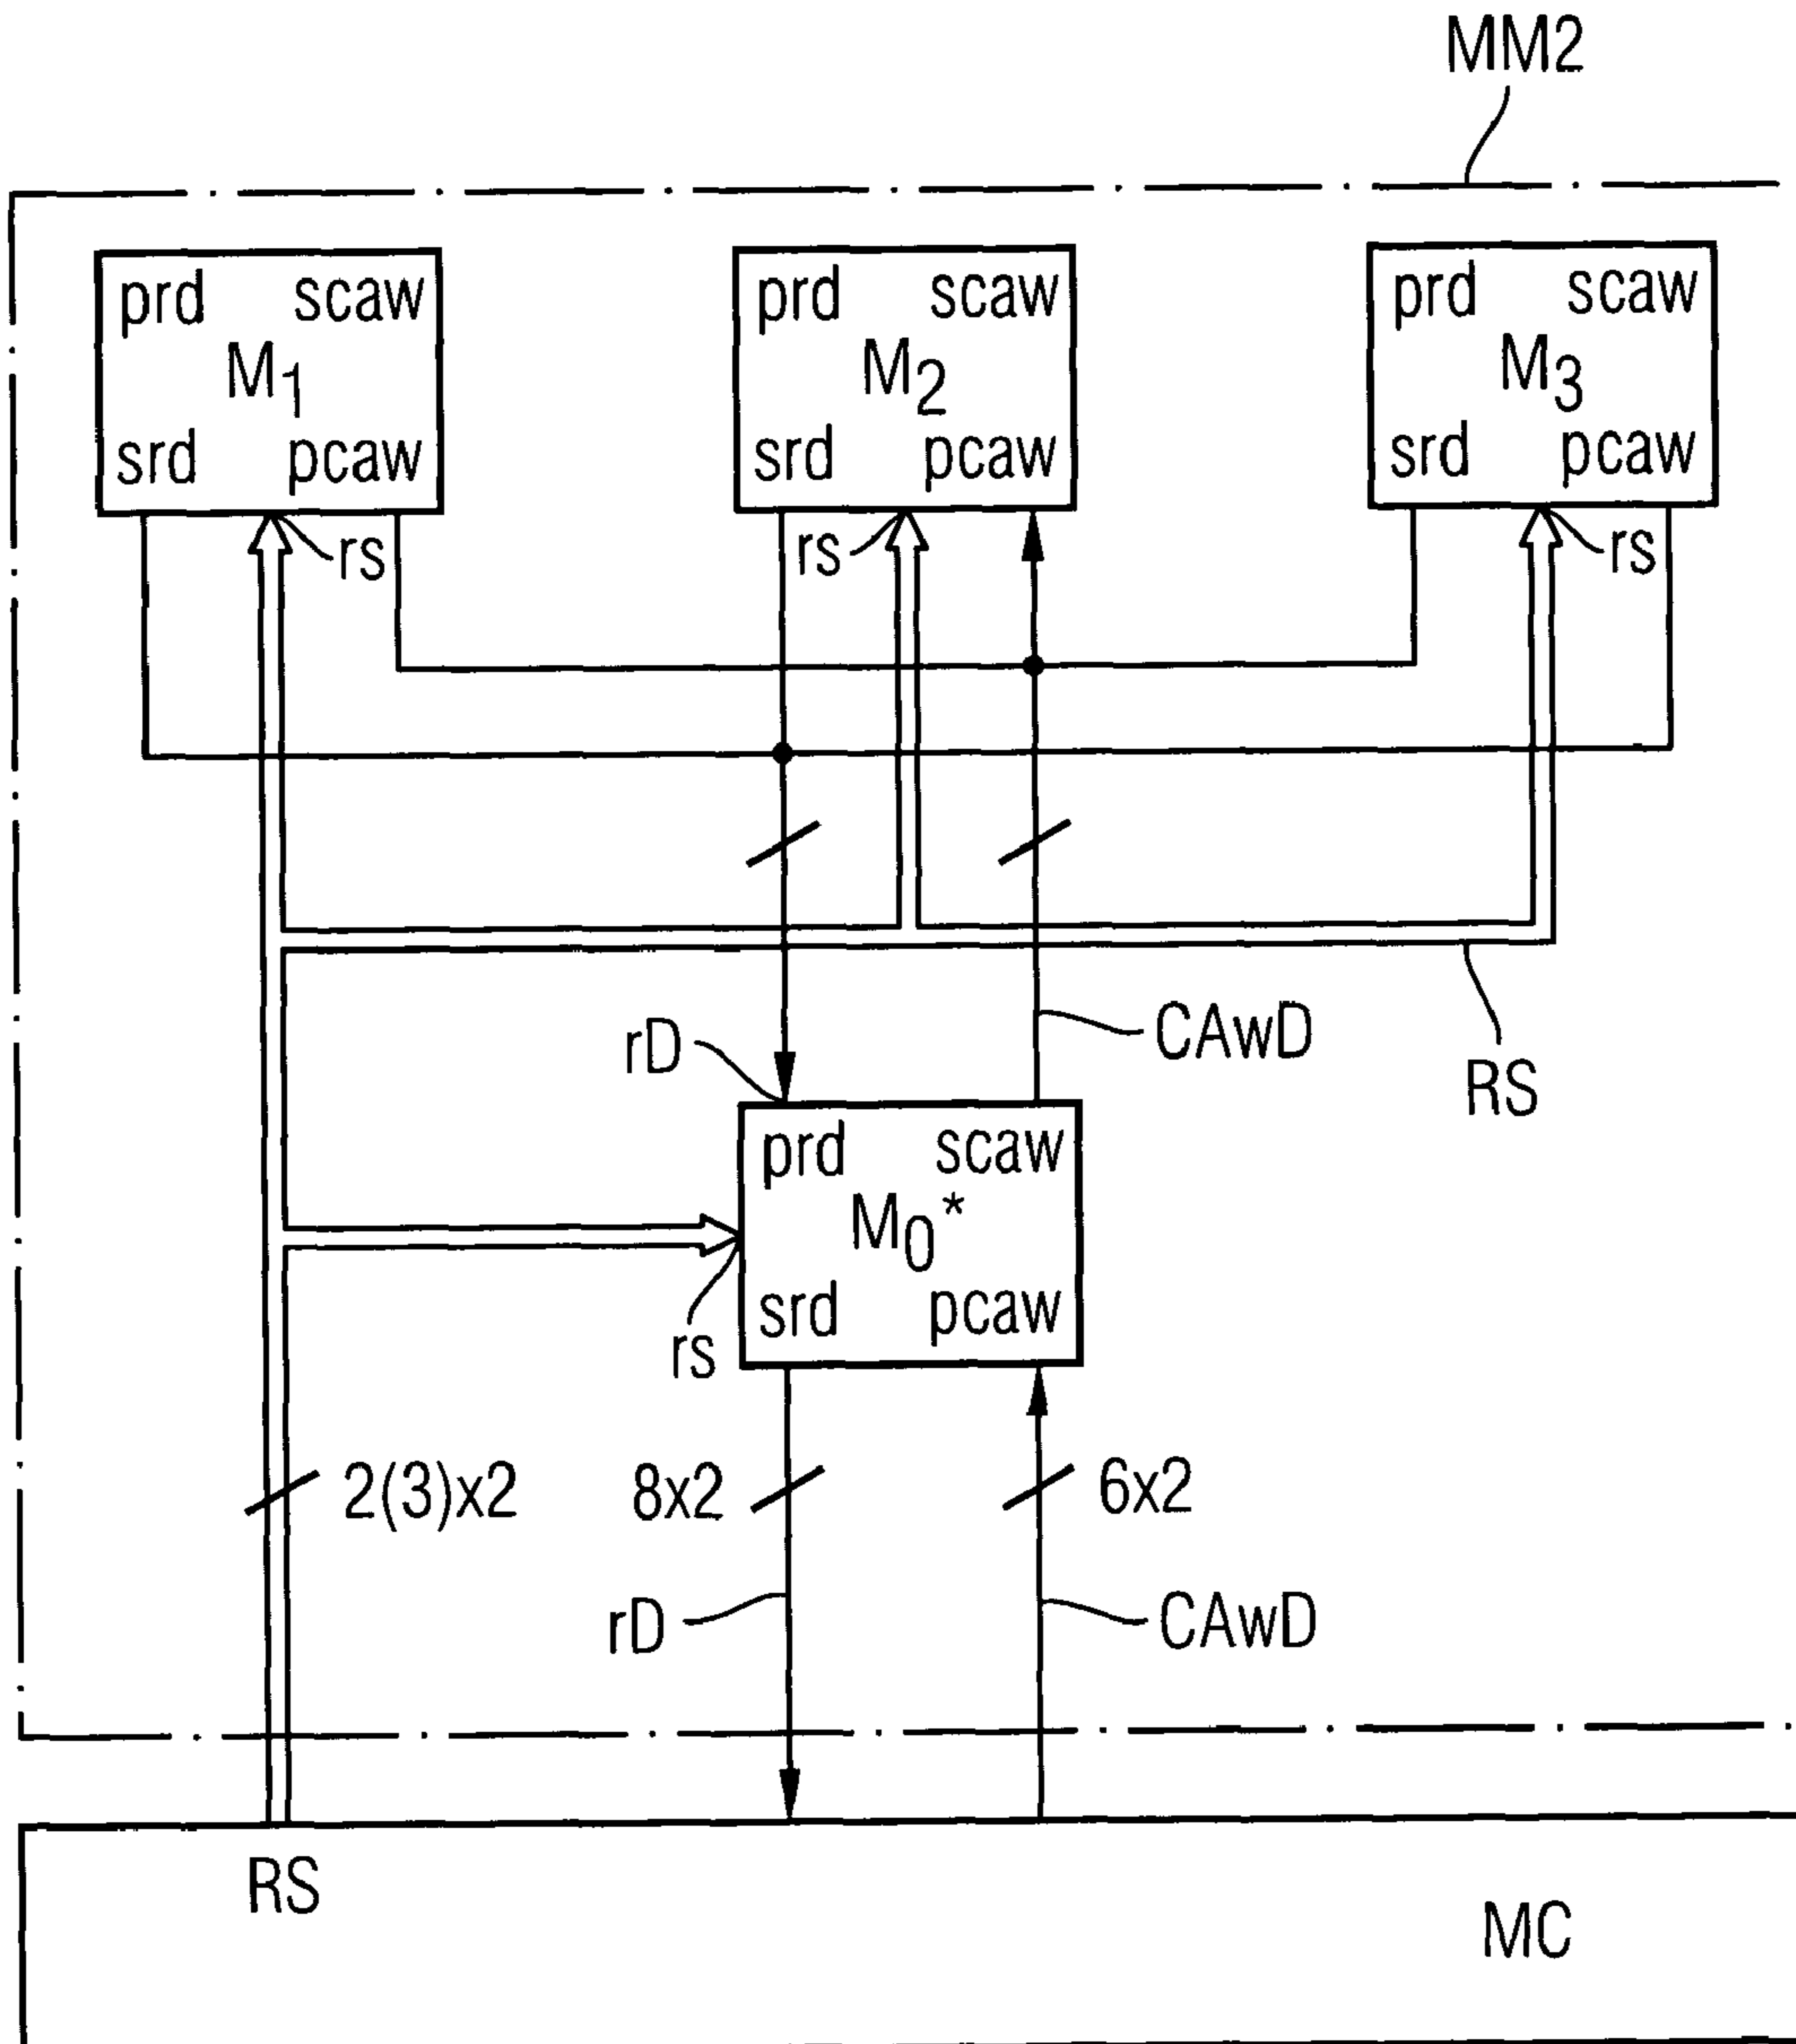 MM2
prd scaw
M1
srd pcaw
prd scaw
M2
srd pcaw
prd scaw
M3
srd pcaw
rs
rs
rs
rD
CAwD
RS
prd scaw
M0*
srd pcaw
rs
2(3)x2
8x2
6x2
rD
CAwD
RS
MC